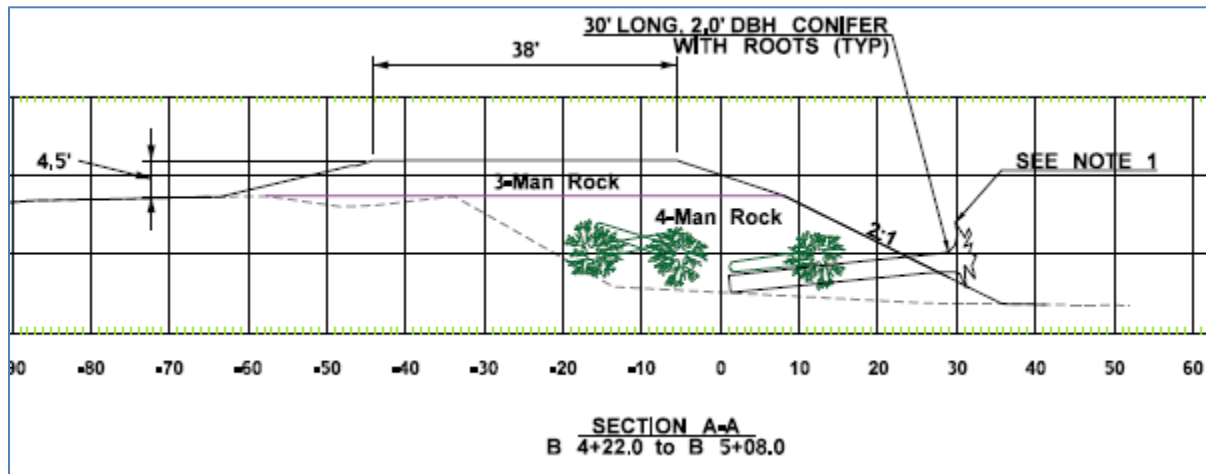 30' LONG, 2,0' DBH CONIFER
WITH ROOTS (TYP)
38'
4,5'
SEE NOTE 1
3-Man Rock
4-Man Rock
2:1
90 -80 -70 -60 -50 -40 -30 -20 -10 0 10 20 30 40 50 60
SECTION A-A
B 4+22.0 to B 5+08.0